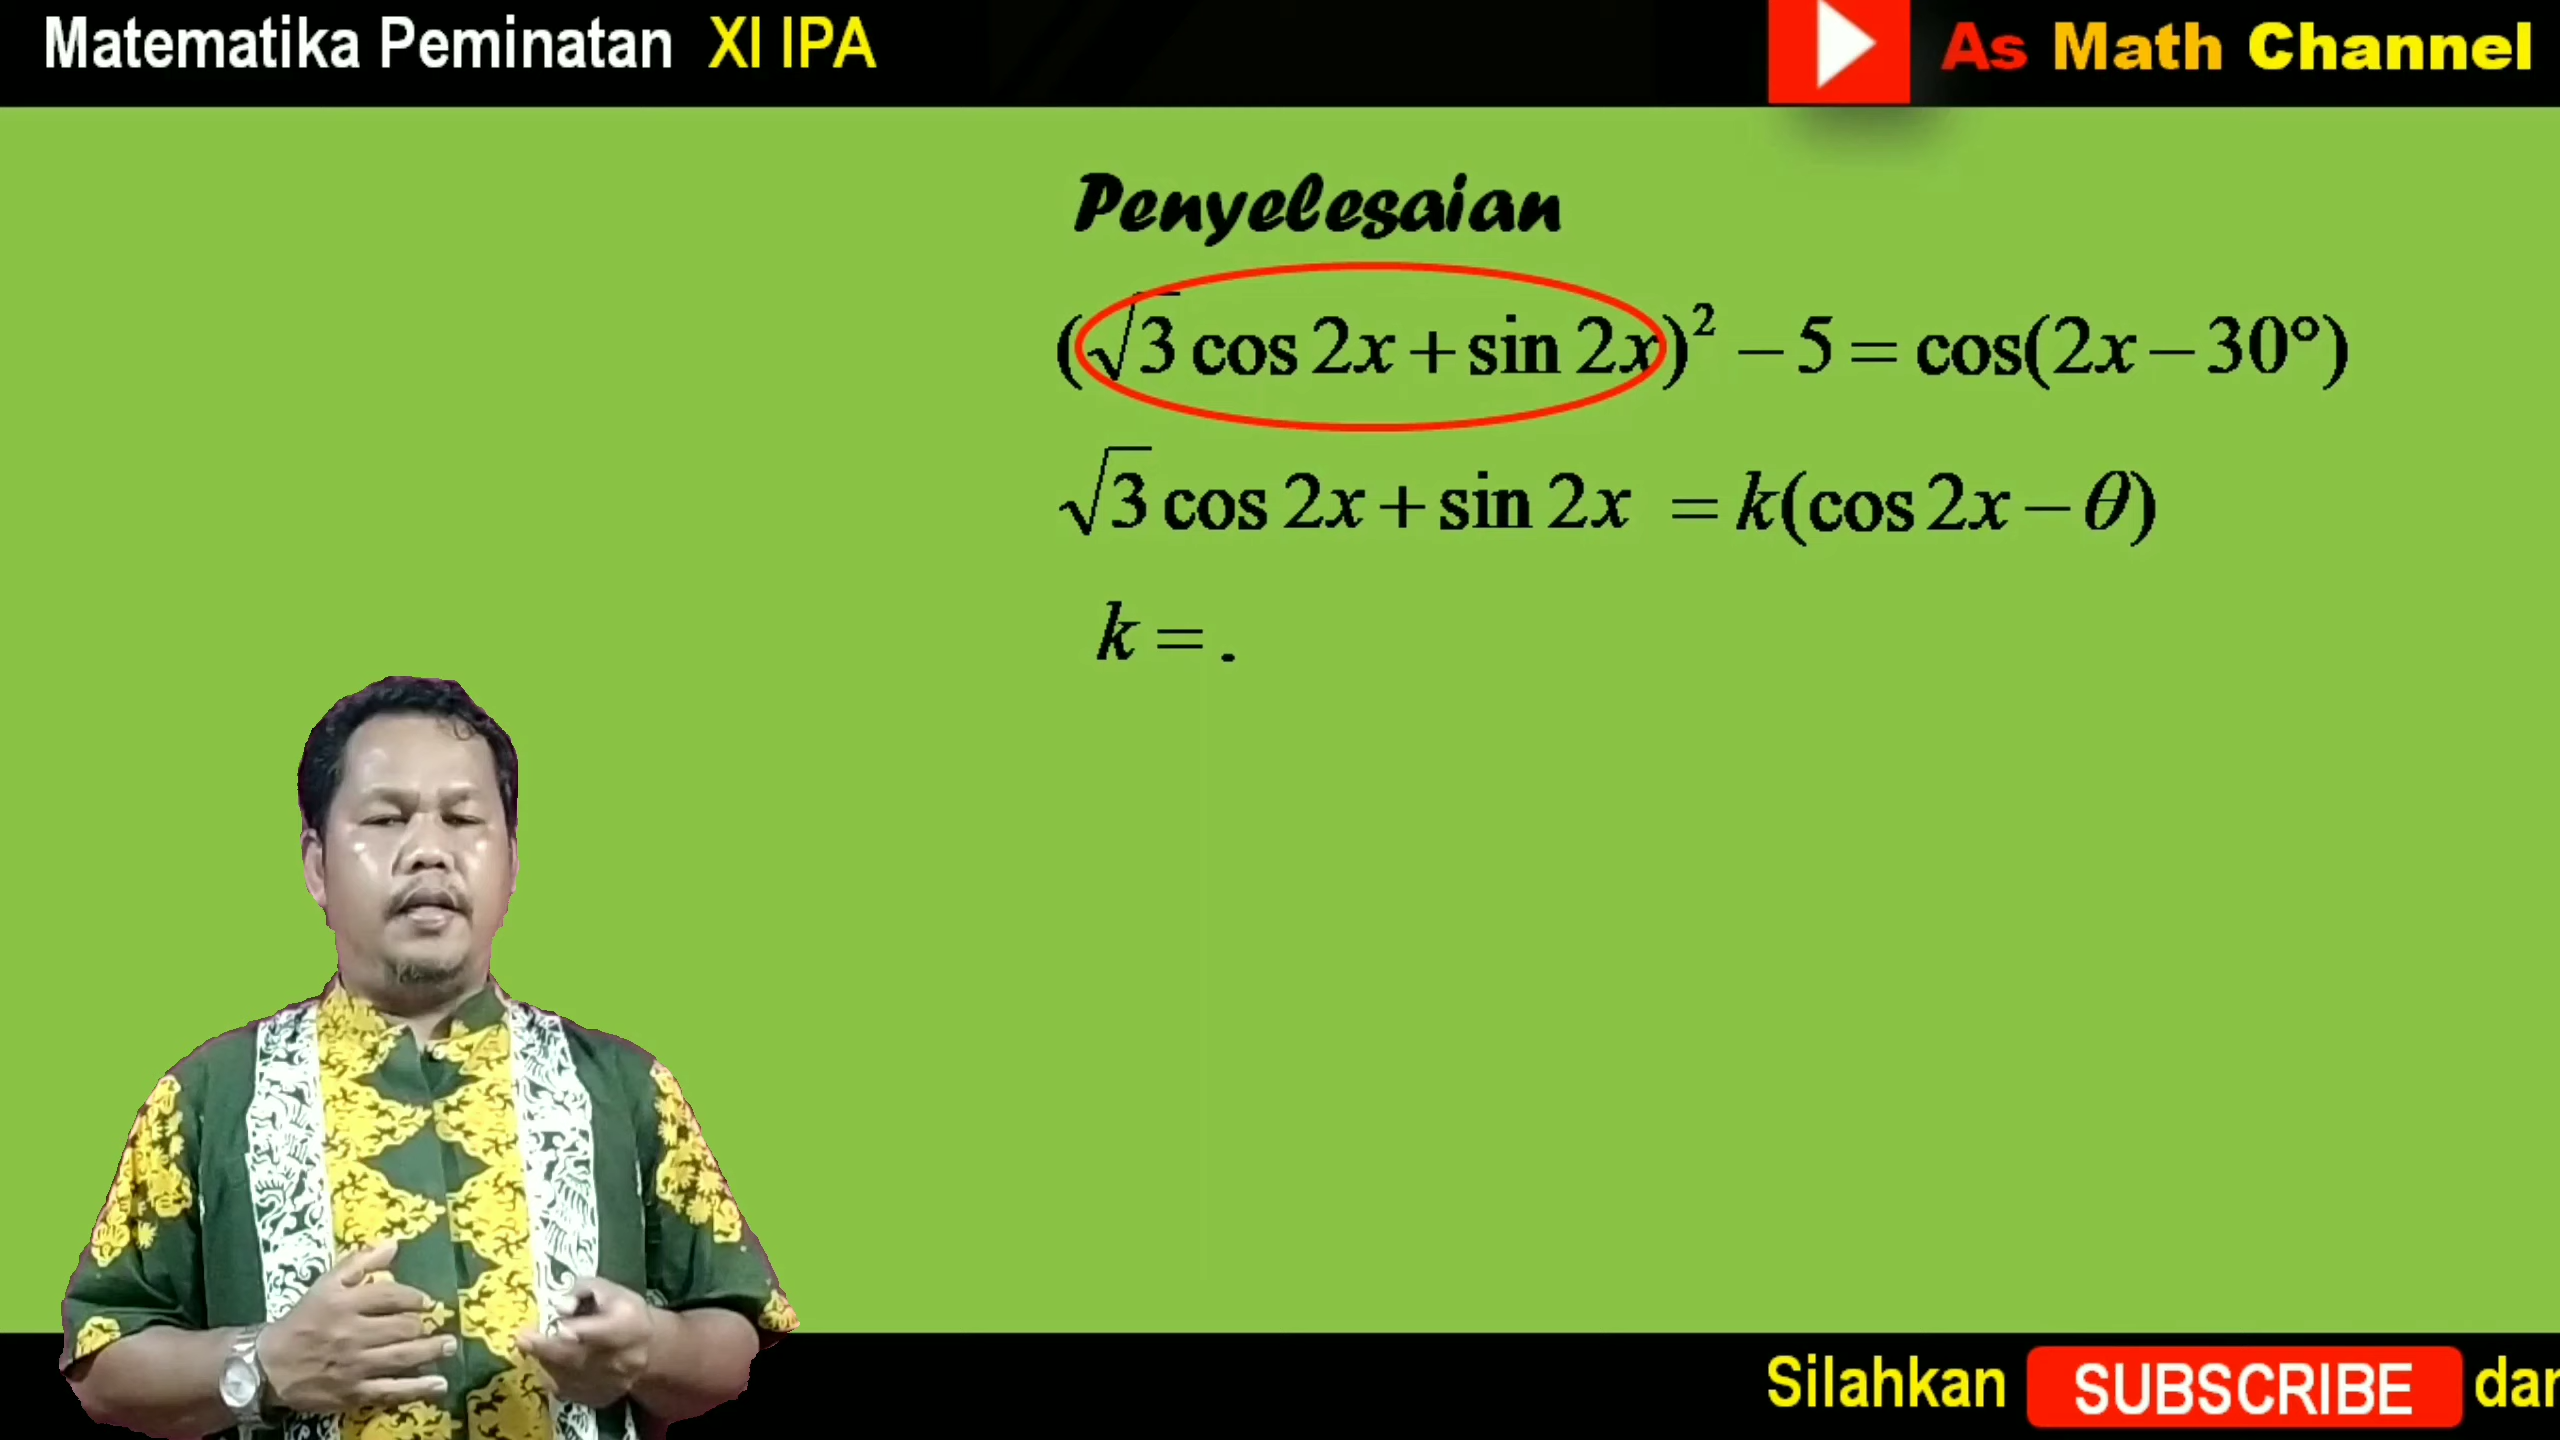 Matematika Peminatan XI IPA
As Math Channel
Penyelesaian
(√3 cos 2x + sin 2x)² − 5 = cos(2x − 30°)
√3 cos 2x + sin 2x = k(cos 2x − θ)
k = .
Silahkan SUBSCRIBE dan